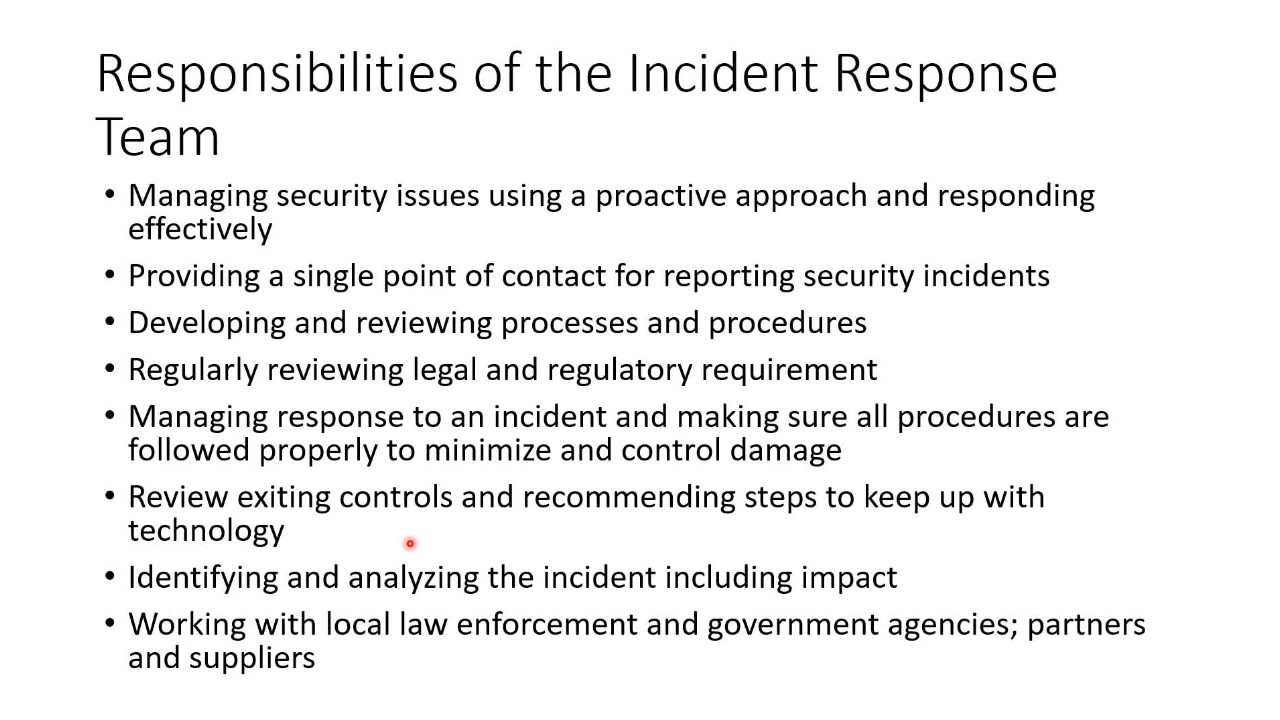 Responsibilities of the Incident Response
Team
• Managing security issues using a proactive approach and responding
effectively
• Providing a single point of contact for reporting security incidents
• Developing and reviewing processes and procedures
• Regularly reviewing legal and regulatory requirement
• Managing response to an incident and making sure all procedures are
followed properly to minimize and control damage
• Review exiting controls and recommending steps to keep up with
technology
• Identifying and analyzing the incident including impact
• Working with local law enforcement and government agencies; partners
and suppliers